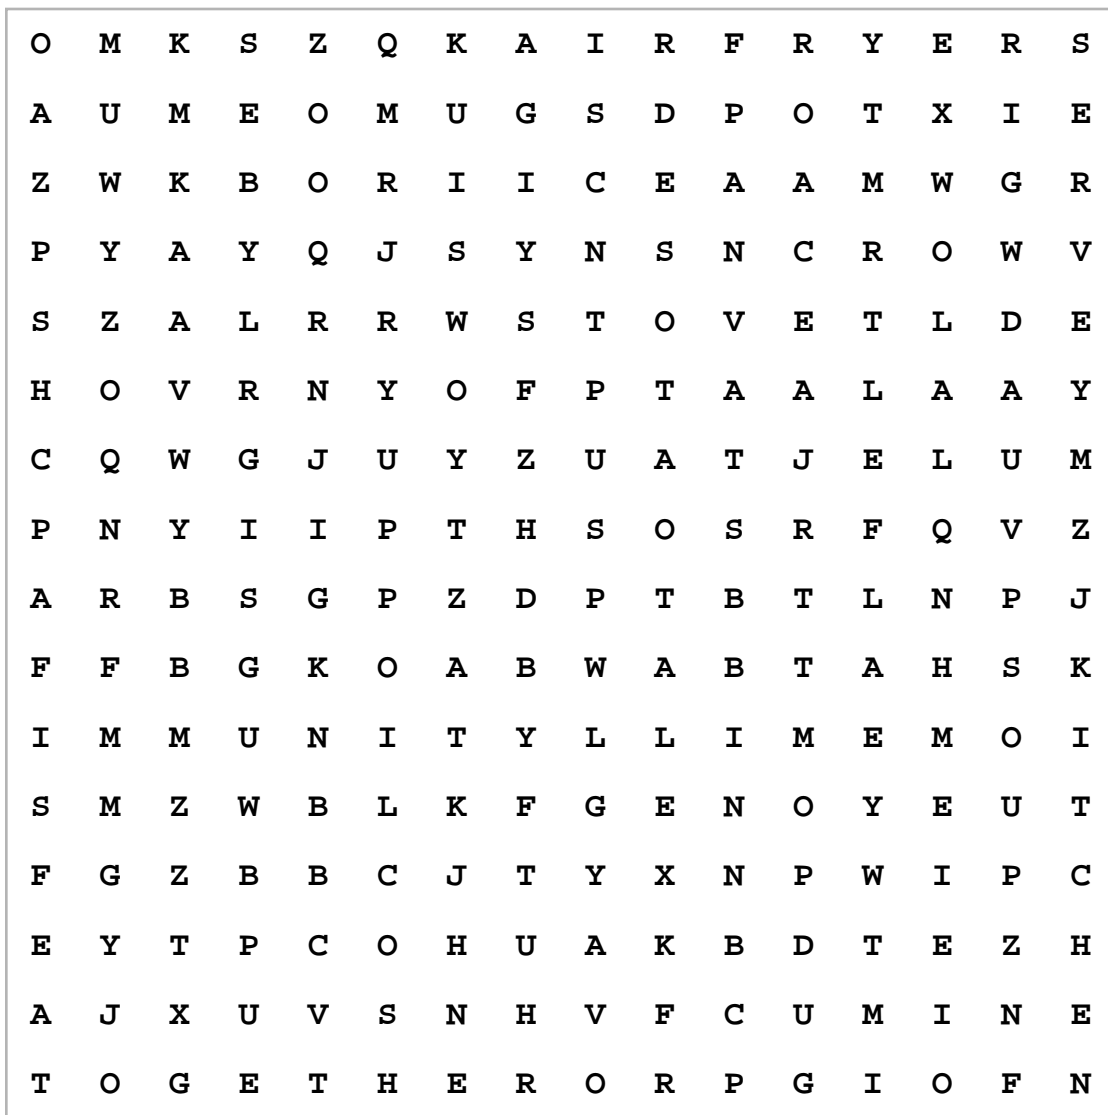 O M K S Z Q K A I R F R Y E R S
A U M E O M U G S D P O T X I E
Z W K B O R I I C E A A M W G R
P Y A Y Q J S Y N S N C R O W V
S Z A L R R W S T O V E T L D E
H O V R N Y O F P T A A L A A Y
C Q W G J U Y Z U A T J E L U M
P N Y I I P T H S O S R F Q V Z
A R B S G P Z D P T B T L N P J
F F B G K O A B W A B T A H S K
I M M U N I T Y L L I M E M O I
S M Z W B L K F G E N O Y E U T
F G Z B B C J T Y X N P W I P C
E Y T P C O H U A K B D T E Z H
A J X U V S N H V F C U M I N E
T O G E T H E R O R P G I O F N